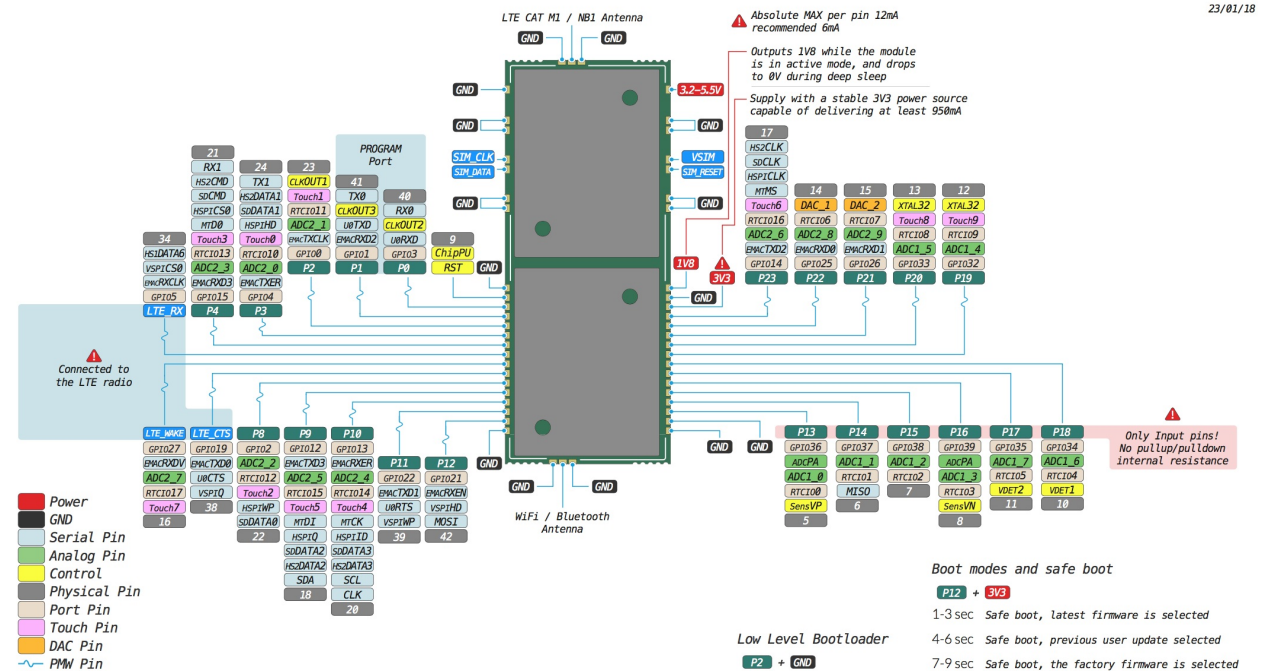 23/01/18
LTE CAT M1 / NB1 Antenna
GND
GND
Absolute MAX per pin 12mA
recommended 6mA
Outputs 1V8 while the module
is in active mode, and drops
to 0V during deep sleep
Supply with a stable 3V3 power source
capable of delivering at least 950mA
GND
3.2-5.5V
GND
GND
SIM_CLK
SIM_DATA
VSIM
SIM_RESET
GND
GND
PROGRAM
Port
34
HS1DATA6
VSPICS0
EMACRXCLK
GPIO5
LTE_RX
21
RX1
HS2CMD
SDCMD
HSPICS0
MTD0
Touch3
RTCIO13
ADC2_3
EMACRXD3
GPIO15
P4
24
TX1
HS2DATA1
SDDATA1
HSPIHD
Touch0
RTCIO10
ADC2_0
EMACTXER
GPIO4
P3
23
CLKOUT1
Touch1
RTCIO11
ADC2_1
EMACTXCLK
GPIO0
P2
41
TX0
CLKOUT3
U0TXD
EMACRXD2
GPIO1
P1
40
RX0
CLKOUT2
U0RXD
GPIO3
P0
9
ChipPU
RST
GND
1V8
3V3
GND
17
HS2CLK
SDCLK
HSPICLK
MTMS
Touch6
RTCIO16
ADC2_6
EMACTXD2
GPIO14
P23
14
DAC_1
RTCIO6
ADC2_8
EMACRXD0
GPIO25
P22
15
DAC_2
RTCIO7
ADC2_9
EMACRXD1
GPIO26
P21
13
XTAL32
Touch8
RTCIO8
ADC1_5
GPIO33
P20
12
XTAL32
Touch9
RTCIO9
ADC1_4
GPIO32
P19
Connected to
the LTE radio
LTE_WAKE
GPIO27
EMACRXDV
ADC2_7
RTCIO17
Touch7
16
LTE_CTS
GPIO19
EMACTXD0
U0CTS
VSPIQ
38
P8
GPIO2
ADC2_2
RTCIO12
Touch2
HSPIWP
SDDATA0
22
P9
GPIO12
EMACTXD3
ADC2_5
RTCIO15
Touch5
MTDI
HSPIQ
SDDATA2
HS2DATA2
SDA
18
P10
GPIO13
EMACRXER
ADC2_4
RTCIO14
Touch4
MTCK
HSPIID
SDDATA3
HS2DATA3
SCL
CLK
20
P11
GPIO22
EMACTXD1
U0RTS
VSPIWP
39
P12
GPIO21
EMACRXEN
VSPIHD
MOSI
42
GND
GND
GND
WiFi / Bluetooth
Antenna
GND
GND
P13
GPIO36
ADCPA
ADC1_0
RTCIO0
SensVP
5
P14
GPIO37
ADC1_1
RTCIO1
MISO
6
P15
GPIO38
ADC1_2
RTCIO2
7
P16
GPIO39
ADCPA
ADC1_3
RTCIO3
SensVN
8
P17
GPIO35
ADC1_7
RTCIO5
VDET2
11
P18
GPIO34
ADC1_6
RTCIO4
VDET1
10
Only Input pins!
No pullup/pulldown
internal resistance
Power
GND
Serial Pin
Analog Pin
Control
Physical Pin
Port Pin
Touch Pin
DAC Pin
PMW Pin
Low Level Bootloader
P2 + GND
Boot modes and safe boot
P12 + 3V3
1-3 sec Safe boot, latest firmware is selected
4-6 sec Safe boot, previous user update selected
7-9 sec Safe boot, the factory firmware is selected